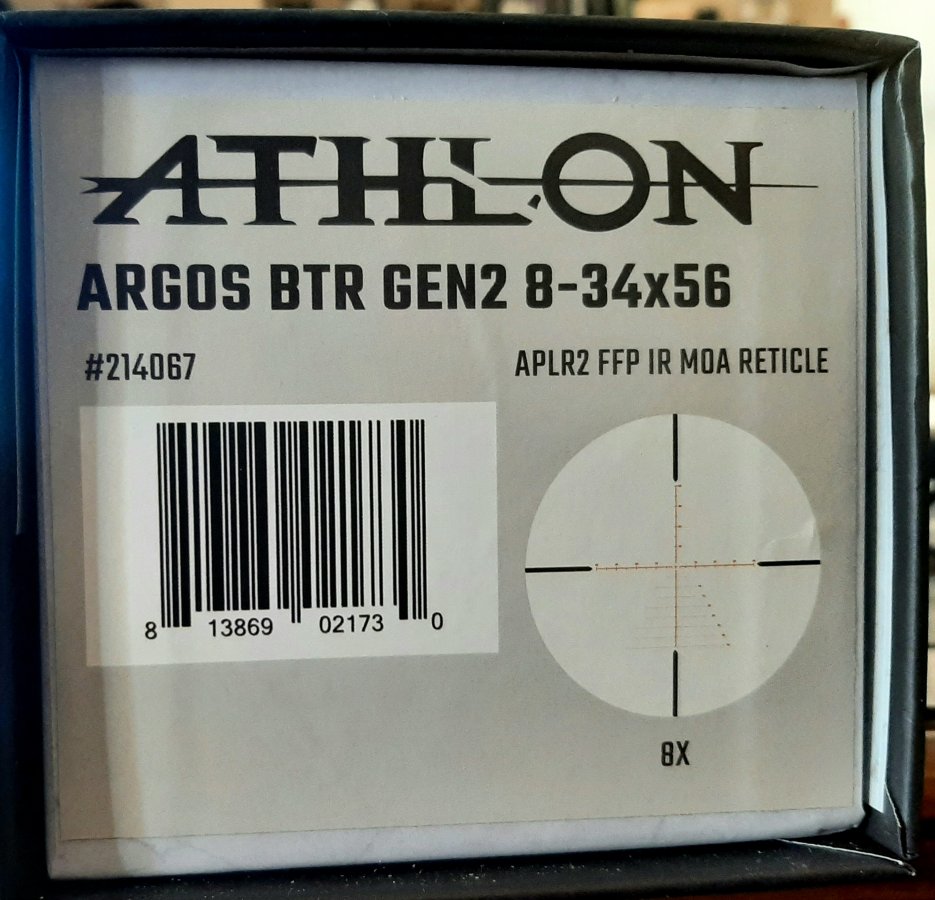 ATHLON
ARGOS BTR GEN2 8-34x56
#214067
APLR2 FFP IR MOA RETICLE
8 13869 02173 0
8X